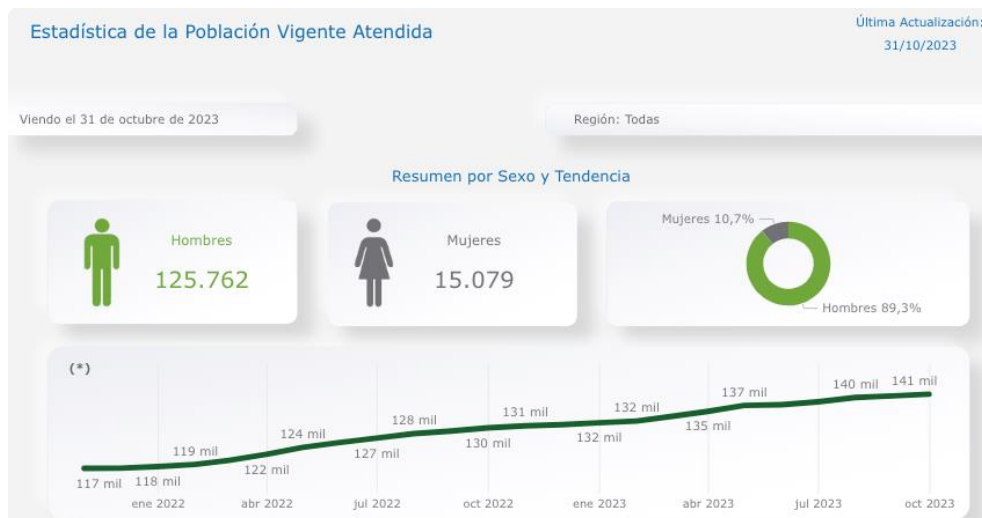 Estadística de la Población Vigente Atendida
Última Actualización:
31/10/2023
Viendo el 31 de octubre de 2023
Región: Todas
Resumen por Sexo y Tendencia
Hombres
125.762
Mujeres
15.079
Mujeres 10,7%
Hombres 89,3%
(*)
117 mil
118 mil
119 mil
122 mil
124 mil
127 mil
128 mil
130 mil
131 mil
132 mil
132 mil
135 mil
137 mil
140 mil
141 mil
ene 2022
abr 2022
jul 2022
oct 2022
ene 2023
abr 2023
jul 2023
oct 2023